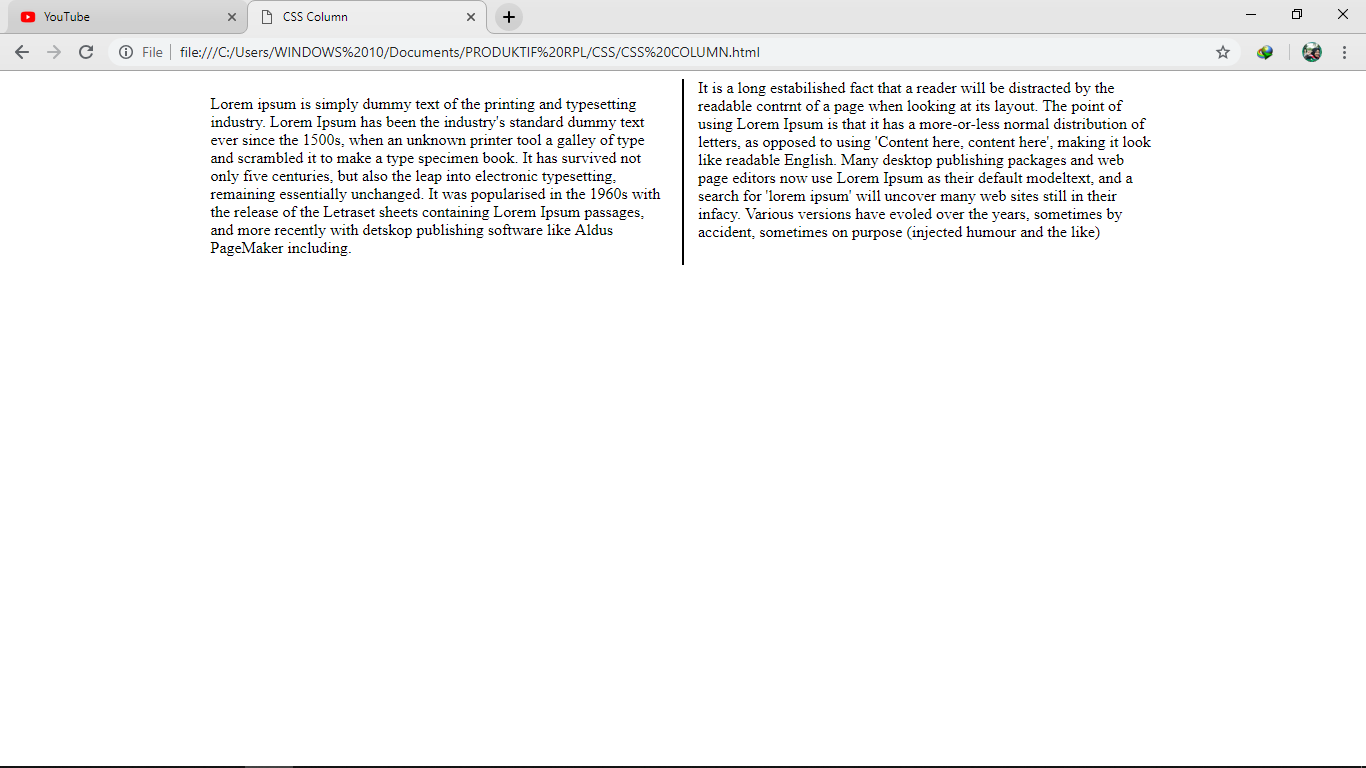 YouTube
CSS Column
File
file:///C:/Users/WINDOWS%2010/Documents/PRODUKTIF%20RPL/CSS/CSS%20COLUMN.html
Lorem ipsum is simply dummy text of the printing and typesetting
industry. Lorem Ipsum has been the industry's standard dummy text
ever since the 1500s, when an unknown printer tool a galley of type
and scrambled it to make a type specimen book. It has survived not
only five centuries, but also the leap into electronic typesetting,
remaining essentially unchanged. It was popularised in the 1960s with
the release of the Letraset sheets containing Lorem Ipsum passages,
and more recently with detskop publishing software like Aldus
PageMaker including.
It is a long estabilished fact that a reader will be distracted by the
readable contrnt of a page when looking at its layout. The point of
using Lorem Ipsum is that it has a more-or-less normal distribution of
letters, as opposed to using 'Content here, content here', making it look
like readable English. Many desktop publishing packages and web
page editors now use Lorem Ipsum as their default modeltext, and a
search for 'lorem ipsum' will uncover many web sites still in their
infacy. Various versions have evoled over the years, sometimes by
accident, sometimes on purpose (injected humour and the like)